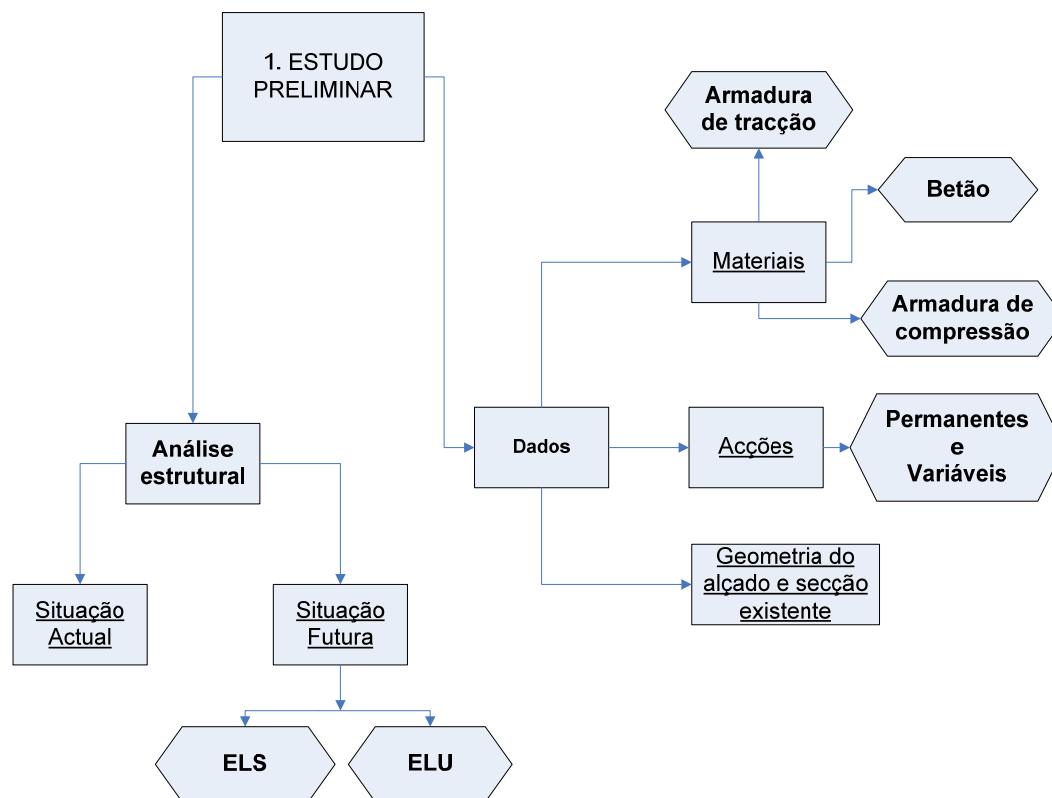 1. ESTUDO
PRELIMINAR
Armadura
de tracção
Betão
Materiais
Armadura de
compressão
Análise
estrutural
Dados
Acções
Permanentes
e
Variáveis
Geometria do
alçado e secção
existente
Situação
Actual
Situação
Futura
ELS
ELU